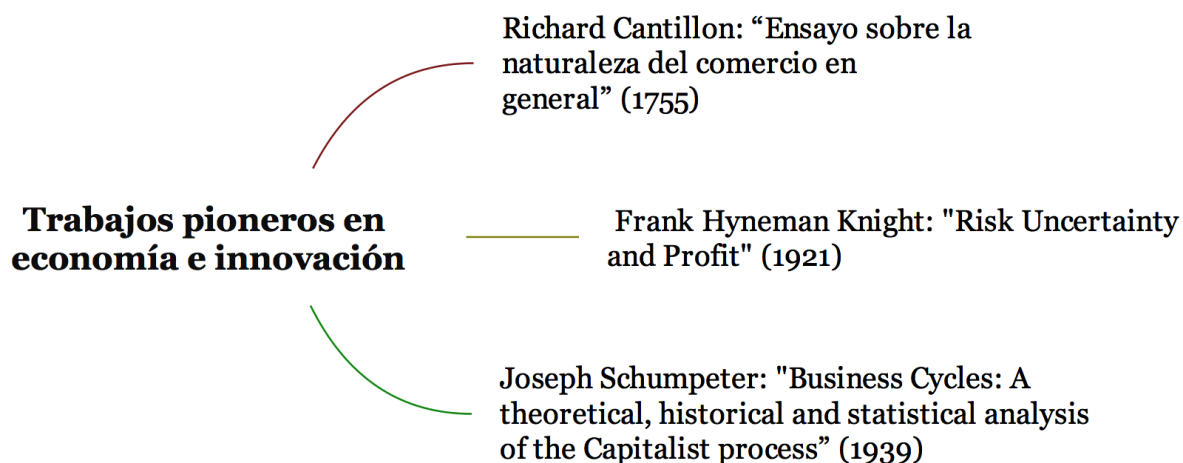 Richard Cantillon: “Ensayo sobre la
naturaleza del comercio en
general” (1755)
Trabajos pioneros en
economía e innovación
Frank Hyneman Knight: "Risk Uncertainty
and Profit" (1921)
Joseph Schumpeter: "Business Cycles: A
theoretical, historical and statistical analysis
of the Capitalist process” (1939)